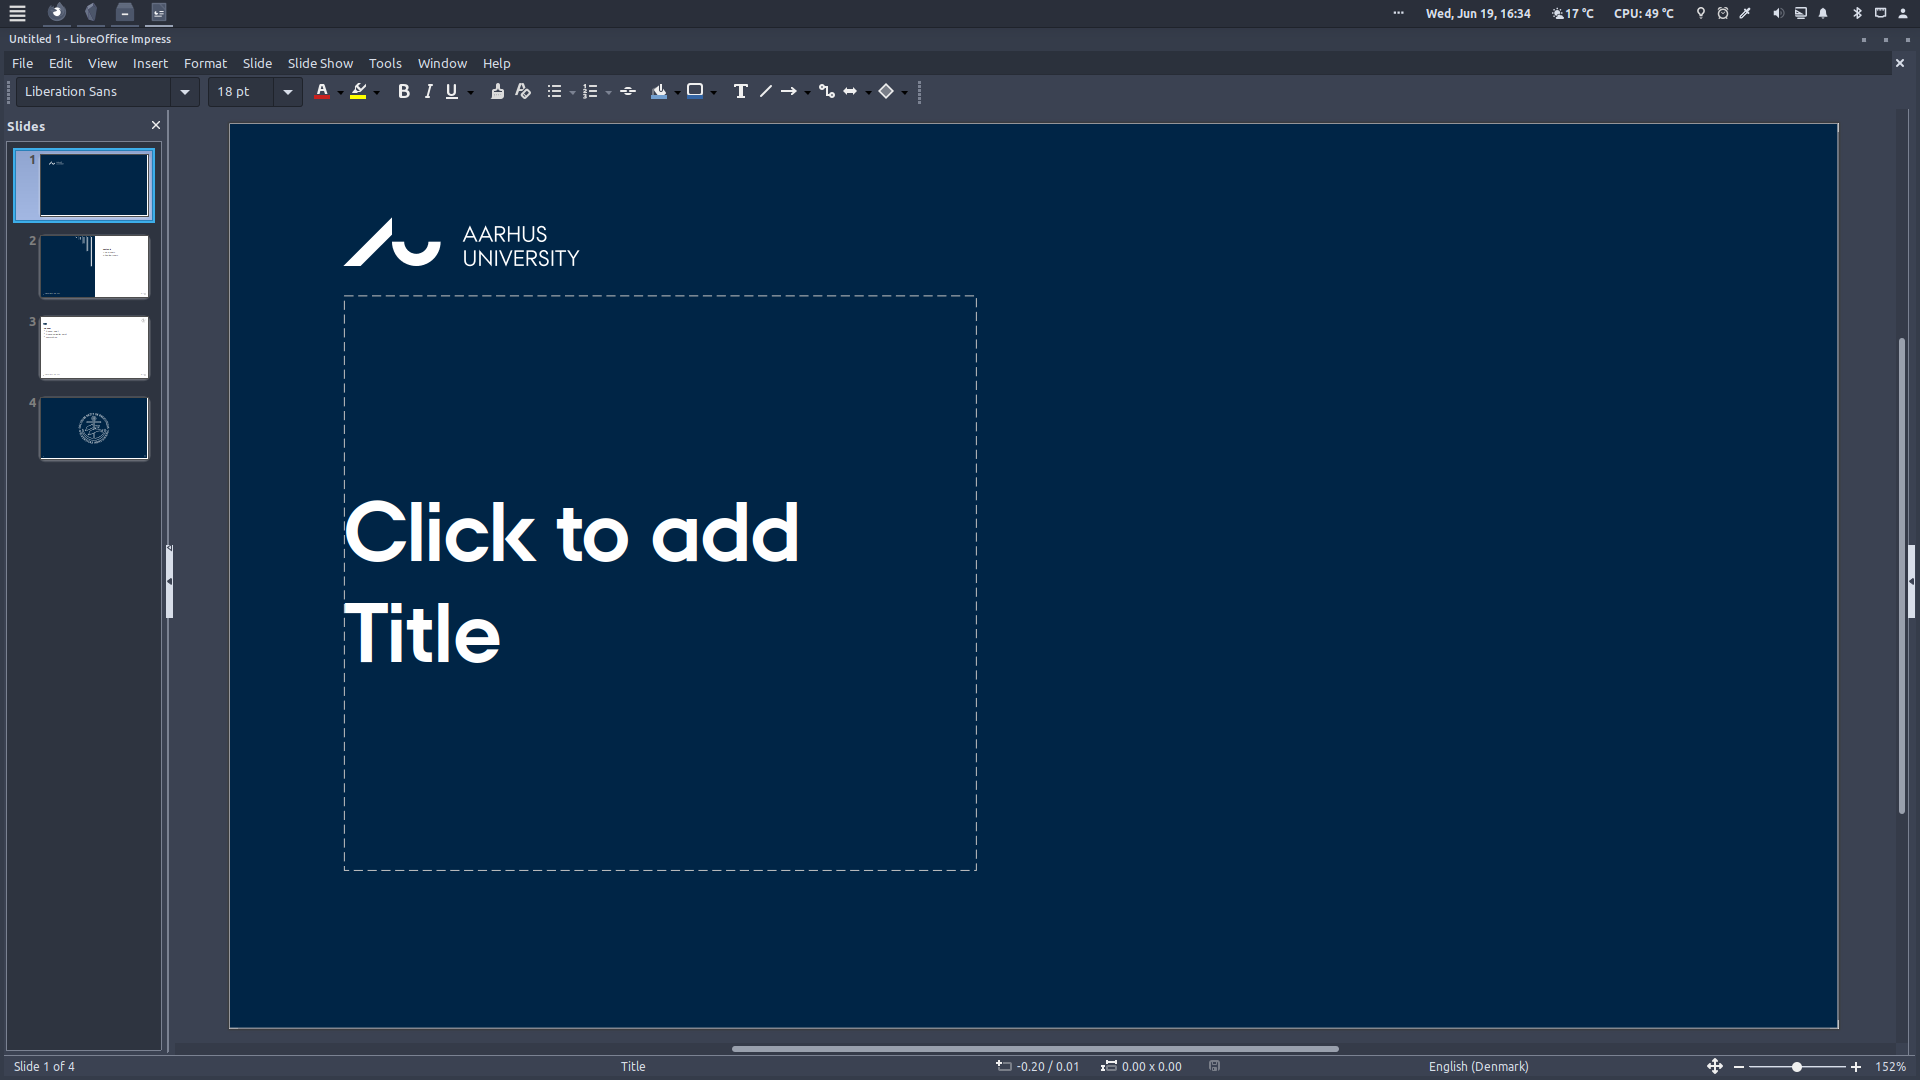 Wed, Jun 19, 16:34
17 °C
CPU: 49 °C
Untitled 1 - LibreOffice Impress
File Edit View Insert Format Slide Slide Show Tools Window Help
Liberation Sans
18 pt
Slides
1
2
3
4
AARHUS
UNIVERSITY
Click to add
Title
Slide 1 of 4
Title
-0.20 / 0.01
0.00 x 0.00
English (Denmark)
152%